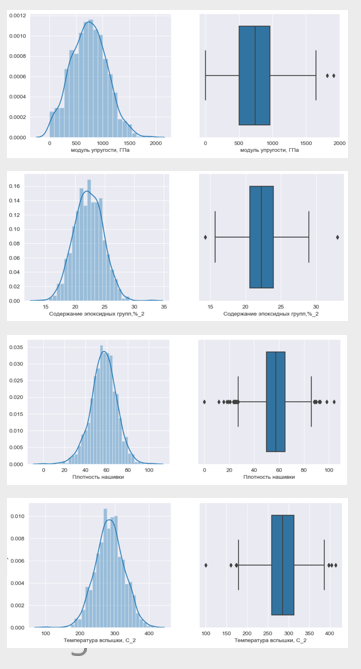 0.0012
0.0010
0.0008
0.0006
0.0004
0.0002
0.0000
0 500 1000 1500 2000
модуль упругости, ГПа
0 500 1000 1500 2000
модуль упругости, ГПа
0.16
0.14
0.12
0.10
0.08
0.06
0.04
0.02
0.00
15 20 25 30 35
Содержание эпоксидных групп,%_2
15 20 25 30
Содержание эпоксидных групп,%_2
0.035
0.030
0.025
0.020
0.015
0.010
0.005
0.000
0 20 40 60 80 100
Плотность нашивки
0 20 40 60 80 100
Плотность нашивки
0.010
0.008
0.006
0.004
0.002
0.000
100 200 300 400
Температура вспышки, С_2
100 150 200 250 300 350 400
Температура вспышки, С_2